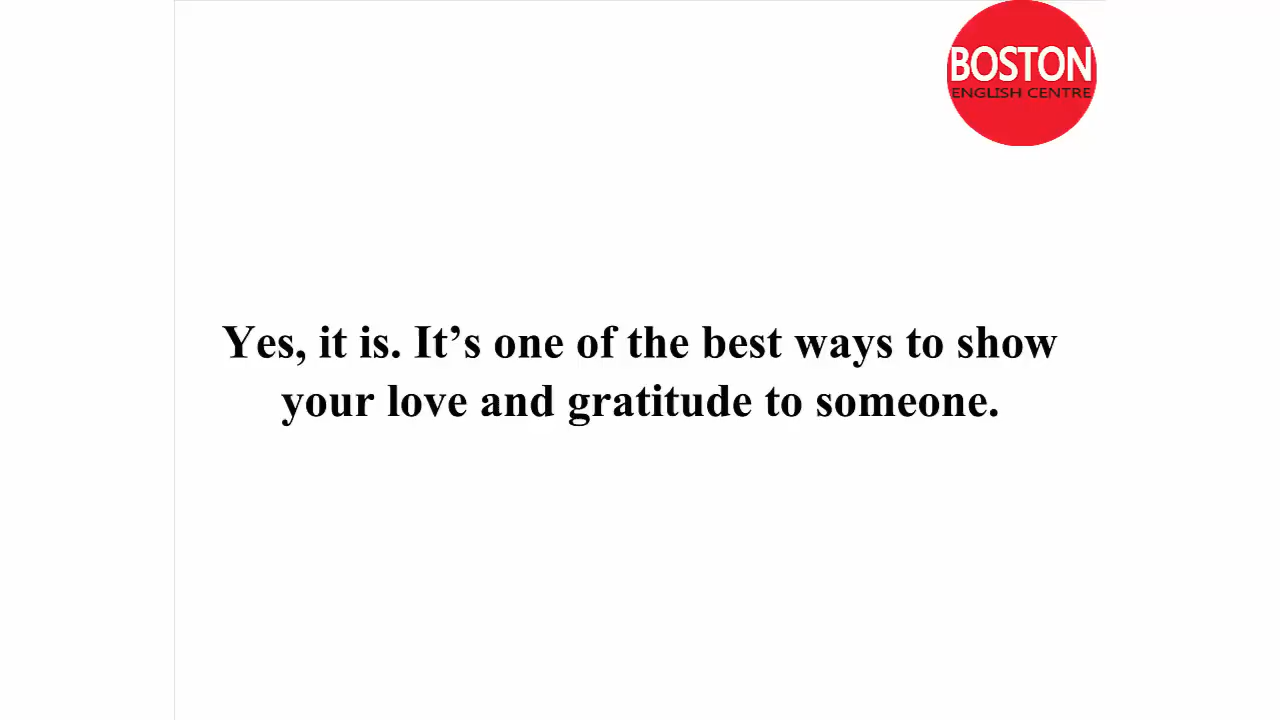 BOSTON
ENGLISH CENTRE
Yes, it is. It’s one of the best ways to show
your love and gratitude to someone.